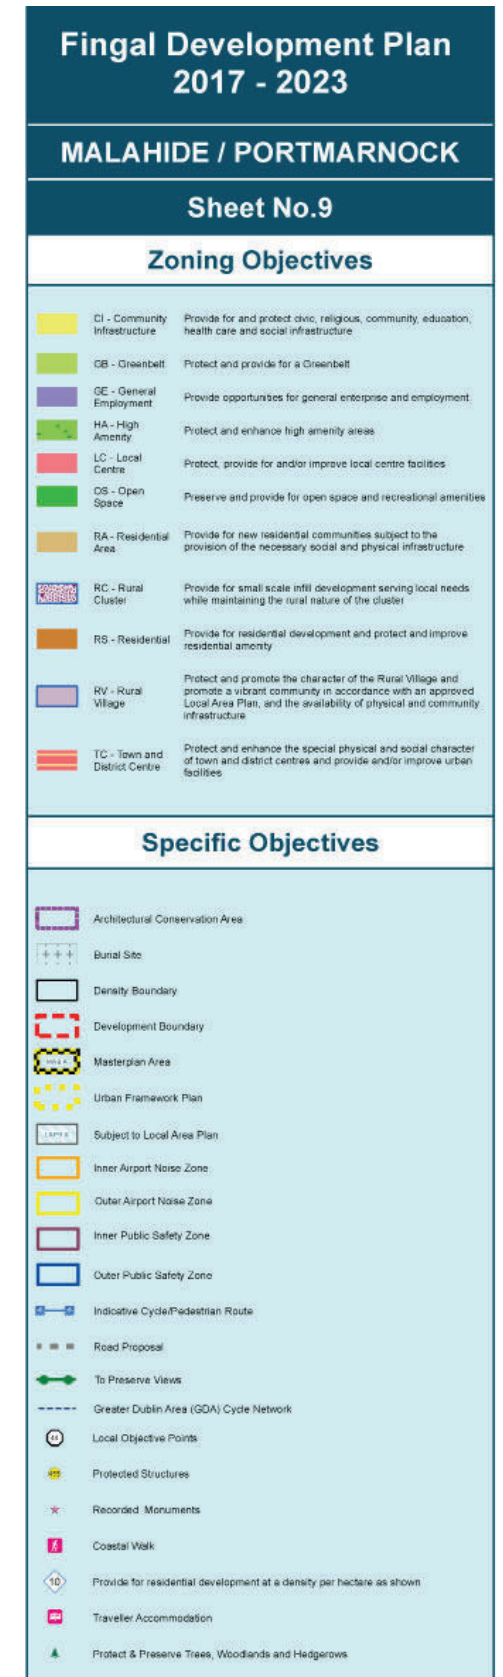 Fingal Development Plan
2017 - 2023
MALAHIDE / PORTMARNOCK
Sheet No.9
Zoning Objectives
CI - Community
Infrastructure
Provide for and protect civic, religious, community, education,
health care and social infrastructure
GB - Greenbelt
Protect and provide for a Greenbelt
GE - General
Employment
Provide opportunities for general enterprise and employment
HA - High
Amenity
Protect and enhance high amenity areas
LC - Local
Centre
Protect, provide for and/or improve local centre facilities
OS - Open
Space
Preserve and provide for open space and recreational amenities
RA - Residential
Area
Provide for new residential communities subject to the
provision of the necessary social and physical infrastructure
RC - Rural
Cluster
Provide for small scale infill development serving local needs
while maintaining the rural nature of the cluster
RS - Residential
Provide for residential development and protect and improve
residential amenity
RV - Rural
Village
Protect and promote the character of the Rural Village and
promote a vibrant community in accordance with an approved
Local Area Plan, and the availability of physical and community
infrastructure
TC - Town and
District Centre
Protect and enhance the special physical and social character
of town and district centres and provide and/or improve urban
facilities
Specific Objectives
Architectural Conservation Area
Burial Site
Density Boundary
Development Boundary
Masterplan Area
Urban Framework Plan
Subject to Local Area Plan
Inner Airport Noise Zone
Outer Airport Noise Zone
Inner Public Safety Zone
Outer Public Safety Zone
Indicative Cycle/Pedestrian Route
Road Proposal
To Preserve Views
Greater Dublin Area (GDA) Cycle Network
Local Objective Points
Protected Structures
Recorded Monuments
Coastal Walk
10
Provide for residential development at a density per hectare as shown
Traveller Accommodation
Protect & Preserve Trees, Woodlands and Hedgerows